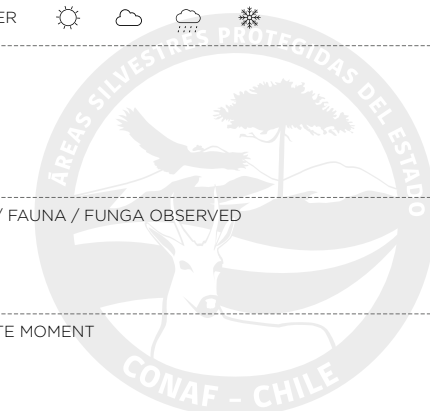 ER
ÁREAS SILVESTRES PROTEGIDAS DEL ESTADO
/ FAUNA / FUNGA OBSERVED
TE MOMENT
CONAF – CHILE